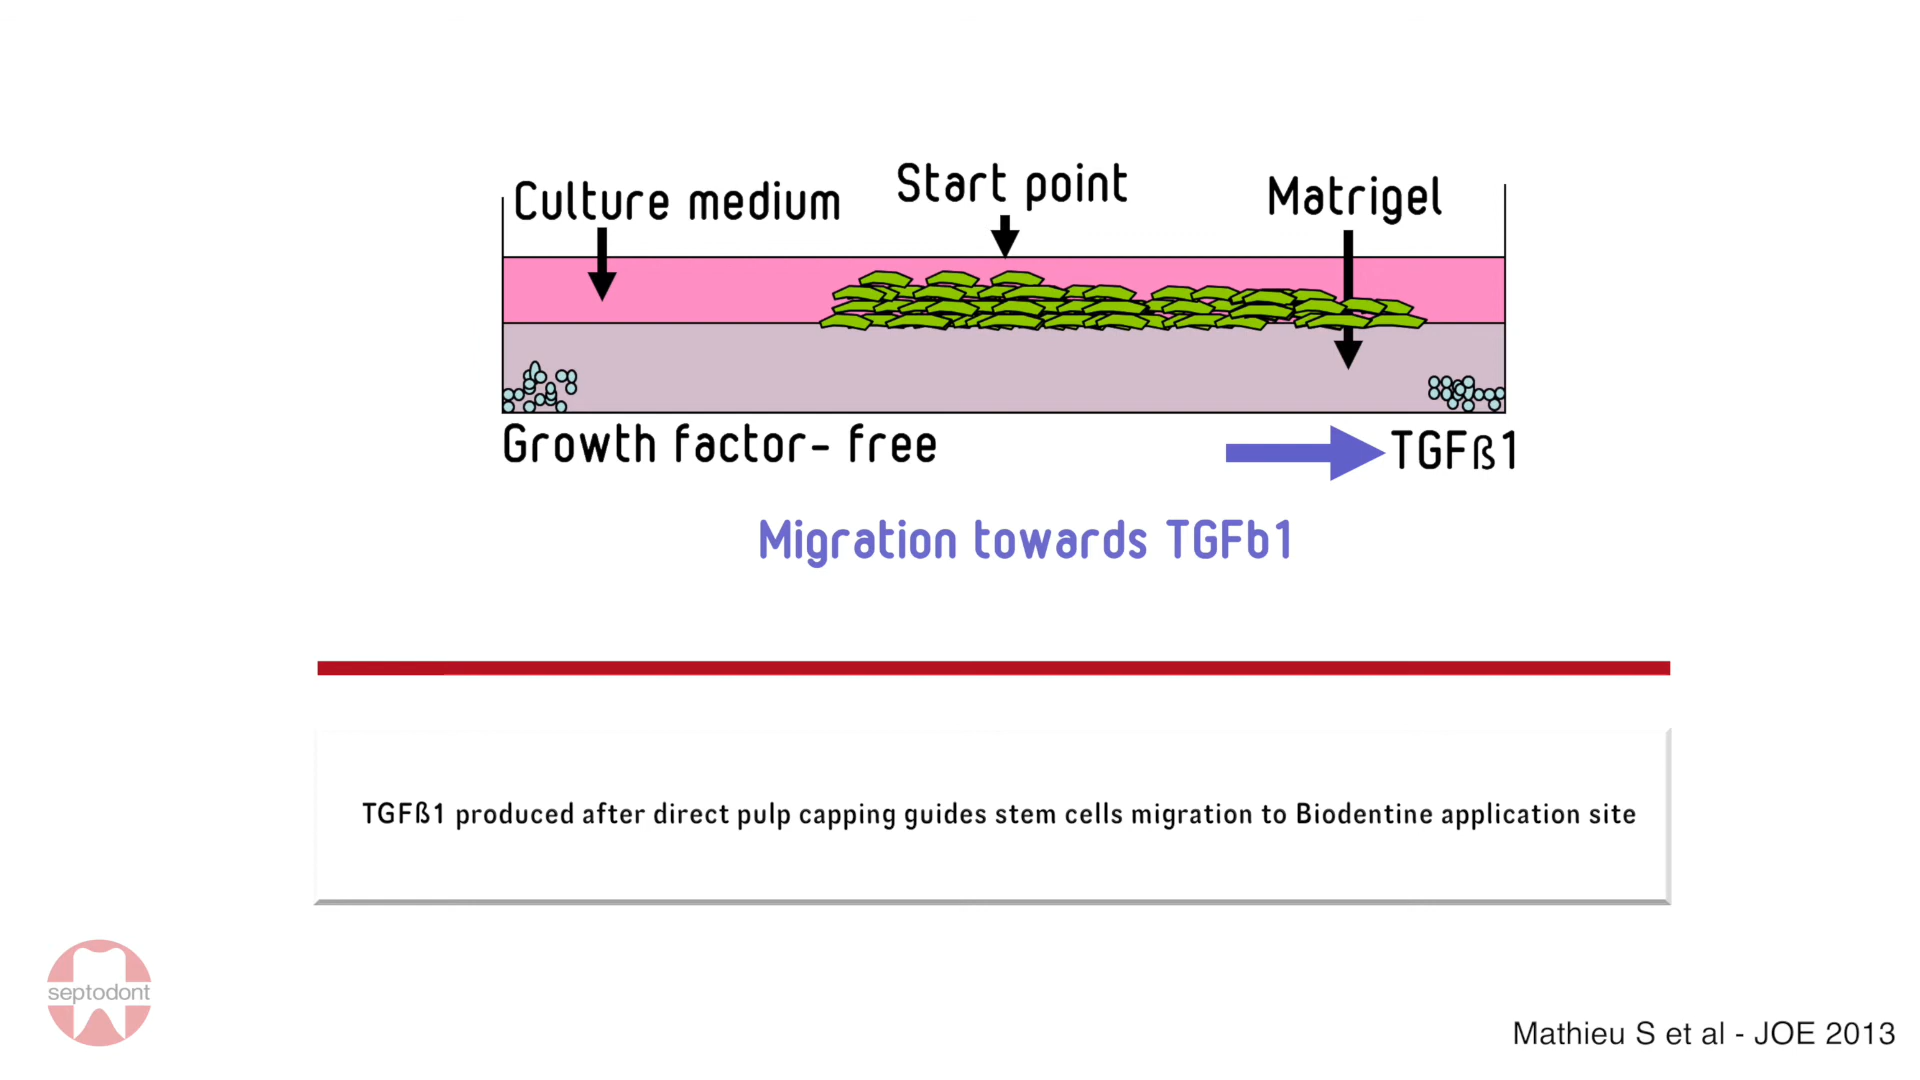 Culture medium
Start point
Matrigel
Growth factor- free
TGFß1
Migration towards TGFb1
TGFß1 produced after direct pulp capping guides stem cells migration to Biodentine application site
septodont
Mathieu S et al - JOE 2013